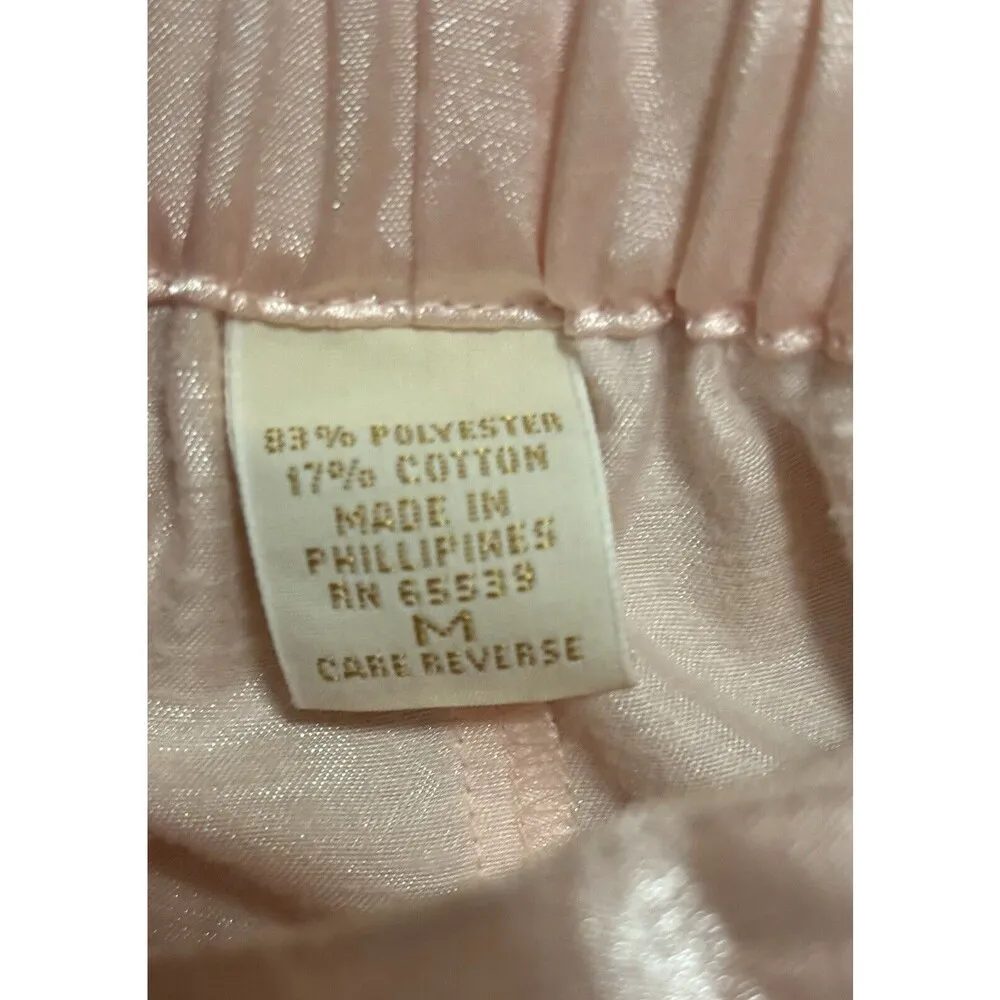 83% POLYESTER
17% COTTON
MADE IN
PHILLIPINES
RN 65539
M
CARE REVERSE